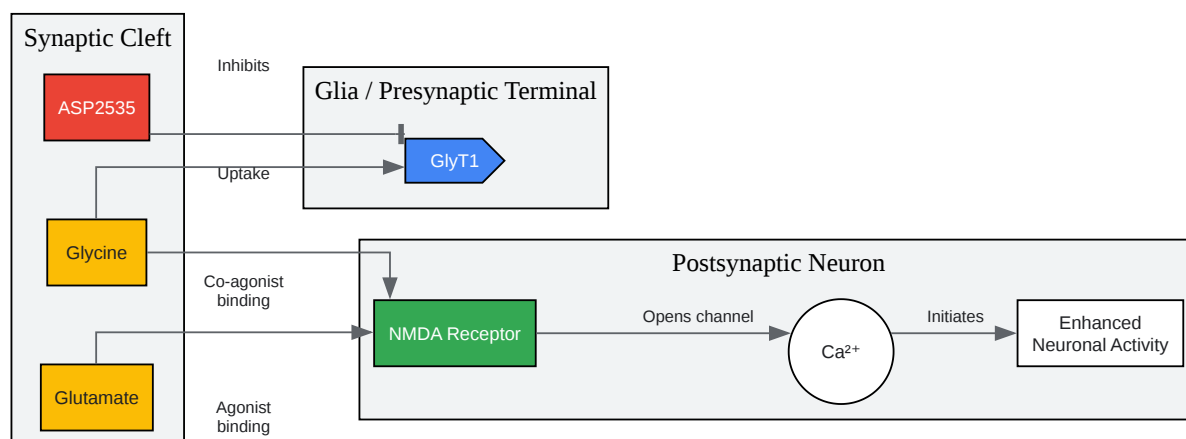 Synaptic Cleft
ASP2535
Inhibits
Glia / Presynaptic Terminal
GlyT1
Uptake
Glycine
Co-agonist
binding
Postsynaptic Neuron
NMDA Receptor
Opens channel
Ca²⁺
Initiates
Enhanced
Neuronal Activity
Glutamate
Agonist
binding